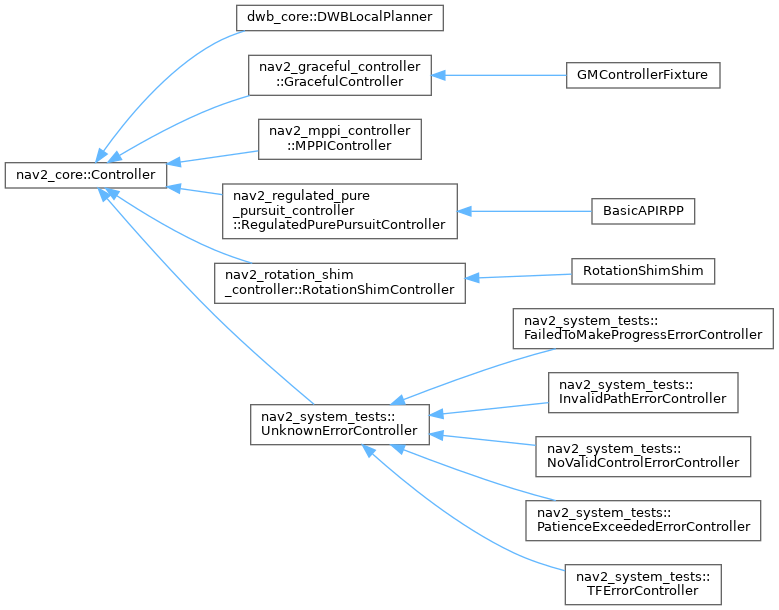 dwb_core::DWBLocalPlanner
nav2_graceful_controller
::GracefulController
GMControllerFixture
nav2_mppi_controller
::MPPIController
nav2_core::Controller
nav2_regulated_pure
_pursuit_controller
::RegulatedPurePursuitController
BasicAPIRPP
nav2_rotation_shim
_controller::RotationShimController
RotationShimShim
nav2_system_tests::
FailedToMakeProgressErrorController
nav2_system_tests::
InvalidPathErrorController
nav2_system_tests::
UnknownErrorController
nav2_system_tests::
NoValidControlErrorController
nav2_system_tests::
PatienceExceededErrorController
nav2_system_tests::
TFErrorController